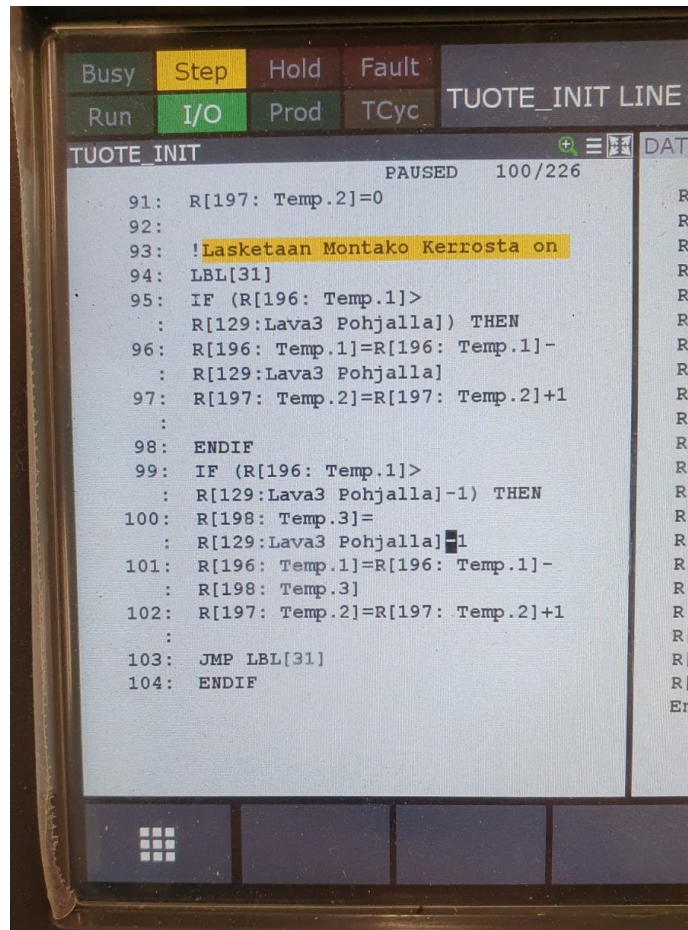 Busy Step Hold Fault
Run I/O Prod TCyc
TUOTE_INIT LINE
TUOTE_INIT
DAT
PAUSED 100/226
91: R[197: Temp.2]=0
92:
93: !Lasketaan Montako Kerrosta on
94: LBL[31]
95: IF (R[196: Temp.1]>
: R[129:Lava3 Pohjalla]) THEN
96: R[196: Temp.1]=R[196: Temp.1]-
: R[129:Lava3 Pohjalla]
97: R[197: Temp.2]=R[197: Temp.2]+1
:
98: ENDIF
99: IF (R[196: Temp.1]>
: R[129:Lava3 Pohjalla]-1) THEN
100: R[198: Temp.3]=
: R[129:Lava3 Pohjalla]-1
101: R[196: Temp.1]=R[196: Temp.1]-
: R[198: Temp.3]
102: R[197: Temp.2]=R[197: Temp.2]+1
:
103: JMP LBL[31]
104: ENDIF